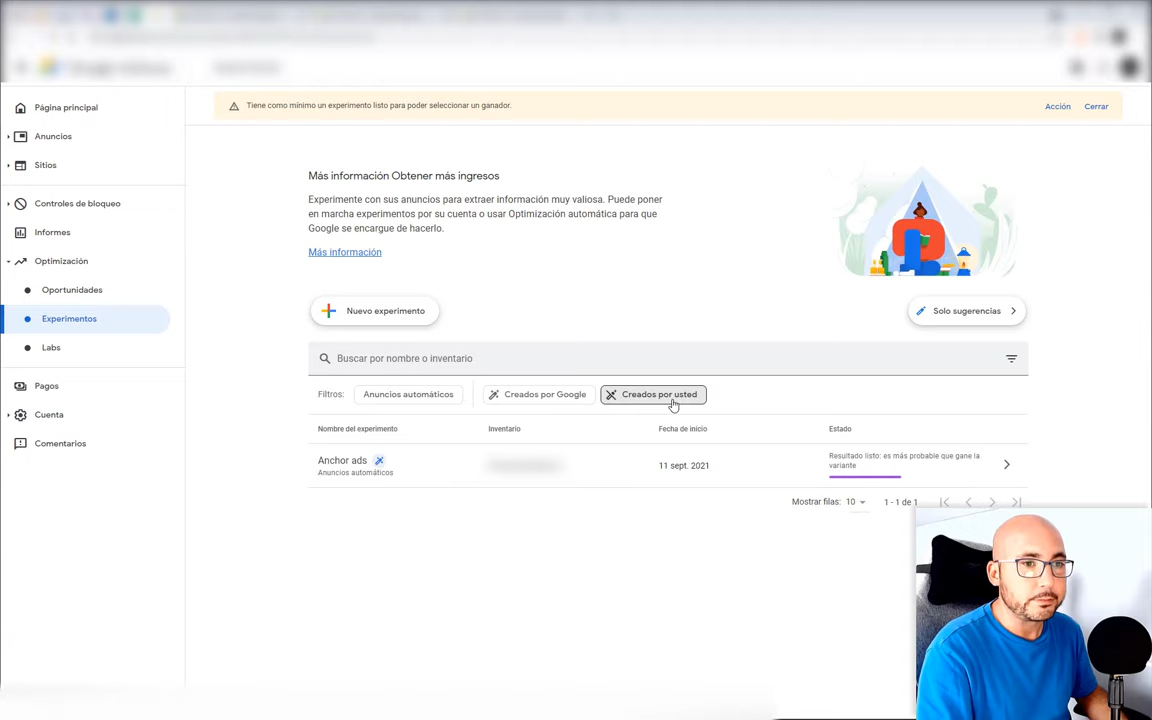 Tiene como mínimo un experimento listo para poder seleccionar un ganador.
Acción
Cerrar
Página principal
Anuncios
Sitios
Controles de bloqueo
Informes
Optimización
Oportunidades
Experimentos
Labs
Pagos
Cuenta
Comentarios
Más información Obtener más ingresos
Experimente con sus anuncios para extraer información muy valiosa. Puede poner
en marcha experimentos por su cuenta o usar Optimización automática para que
Google se encargue de hacerlo.
Más información
Nuevo experimento
Solo sugerencias
Buscar por nombre o inventario
Filtros:
Anuncios automáticos
Creados por Google
Creados por usted
Nombre del experimento
Inventario
Fecha de inicio
Estado
Anchor ads
Anuncios automáticos
11 sept. 2021
Resultado listo: es más probable que gane la
variante
Mostrar filas: 10
1 - 1 de 1